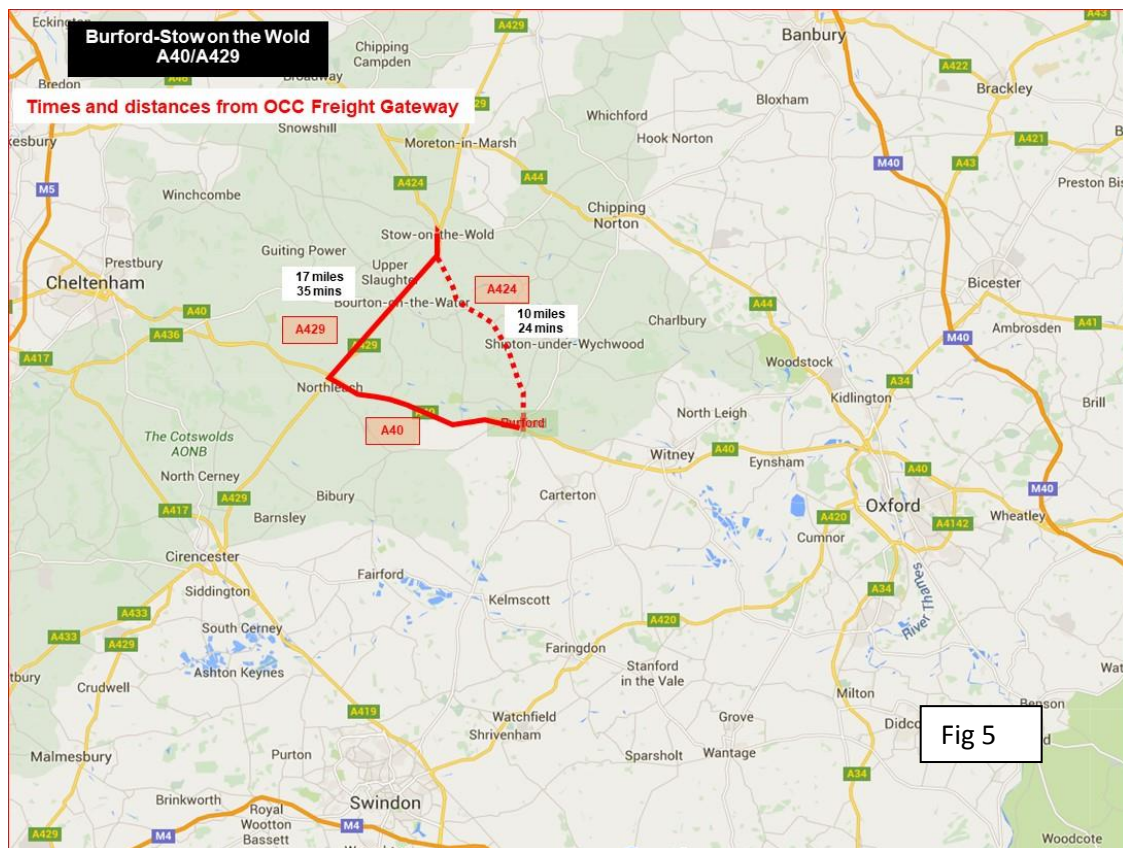 Burford-Stow on the Wold
A40/A429
Times and distances from OCC Freight Gateway
Eckington
A429
Chipping
Campden
Banbury
A43
Bredon
A46
Broadway
A422
Brackley
Bloxham
Snowshill
Whichford
Hook Norton
A421
Moreton-in-Marsh
A43
M5
A424
A44
M40
Preston Bis
Winchcombe
Chipping
Norton
Stow-on-the-Wold
Guiting Power
Prestbury
Cheltenham
17 miles
35 mins
Upper
Slaughter
A424
Bicester
Bourton-on-the-Water
10 miles
24 mins
A44
A40
A436
A429
A429
Charlbury
Ambrosden
A41
M40
A417
Shipton-under-Wychwood
Woodstock
Northleach
A34
Kidlington
Brill
A40
A40
Burford
North Leigh
The Cotswolds
AONB
Witney
A40
Eynsham
A40
North Cerney
A429
Bibury
Carterton
M40
A417
Barnsley
Oxford
A420
A4142
Wheatley
Cumnor
Cirencester
Siddington
Fairford
Kelmscott
A34
River Thames
A433
South Cerney
A420
A433
A429
Ashton Keynes
Faringdon
Stanford
in the Vale
tbury
Crudwell
Milton
Benson
A419
Watchfield
Shrivenham
Grove
Didc
Fig 5
Malmesbury
Purton
Sparsholt
Wantage
A34
Brinkworth
Swindon
Royal
Wootton
Bassett
A429
M4
M4
Woodcote